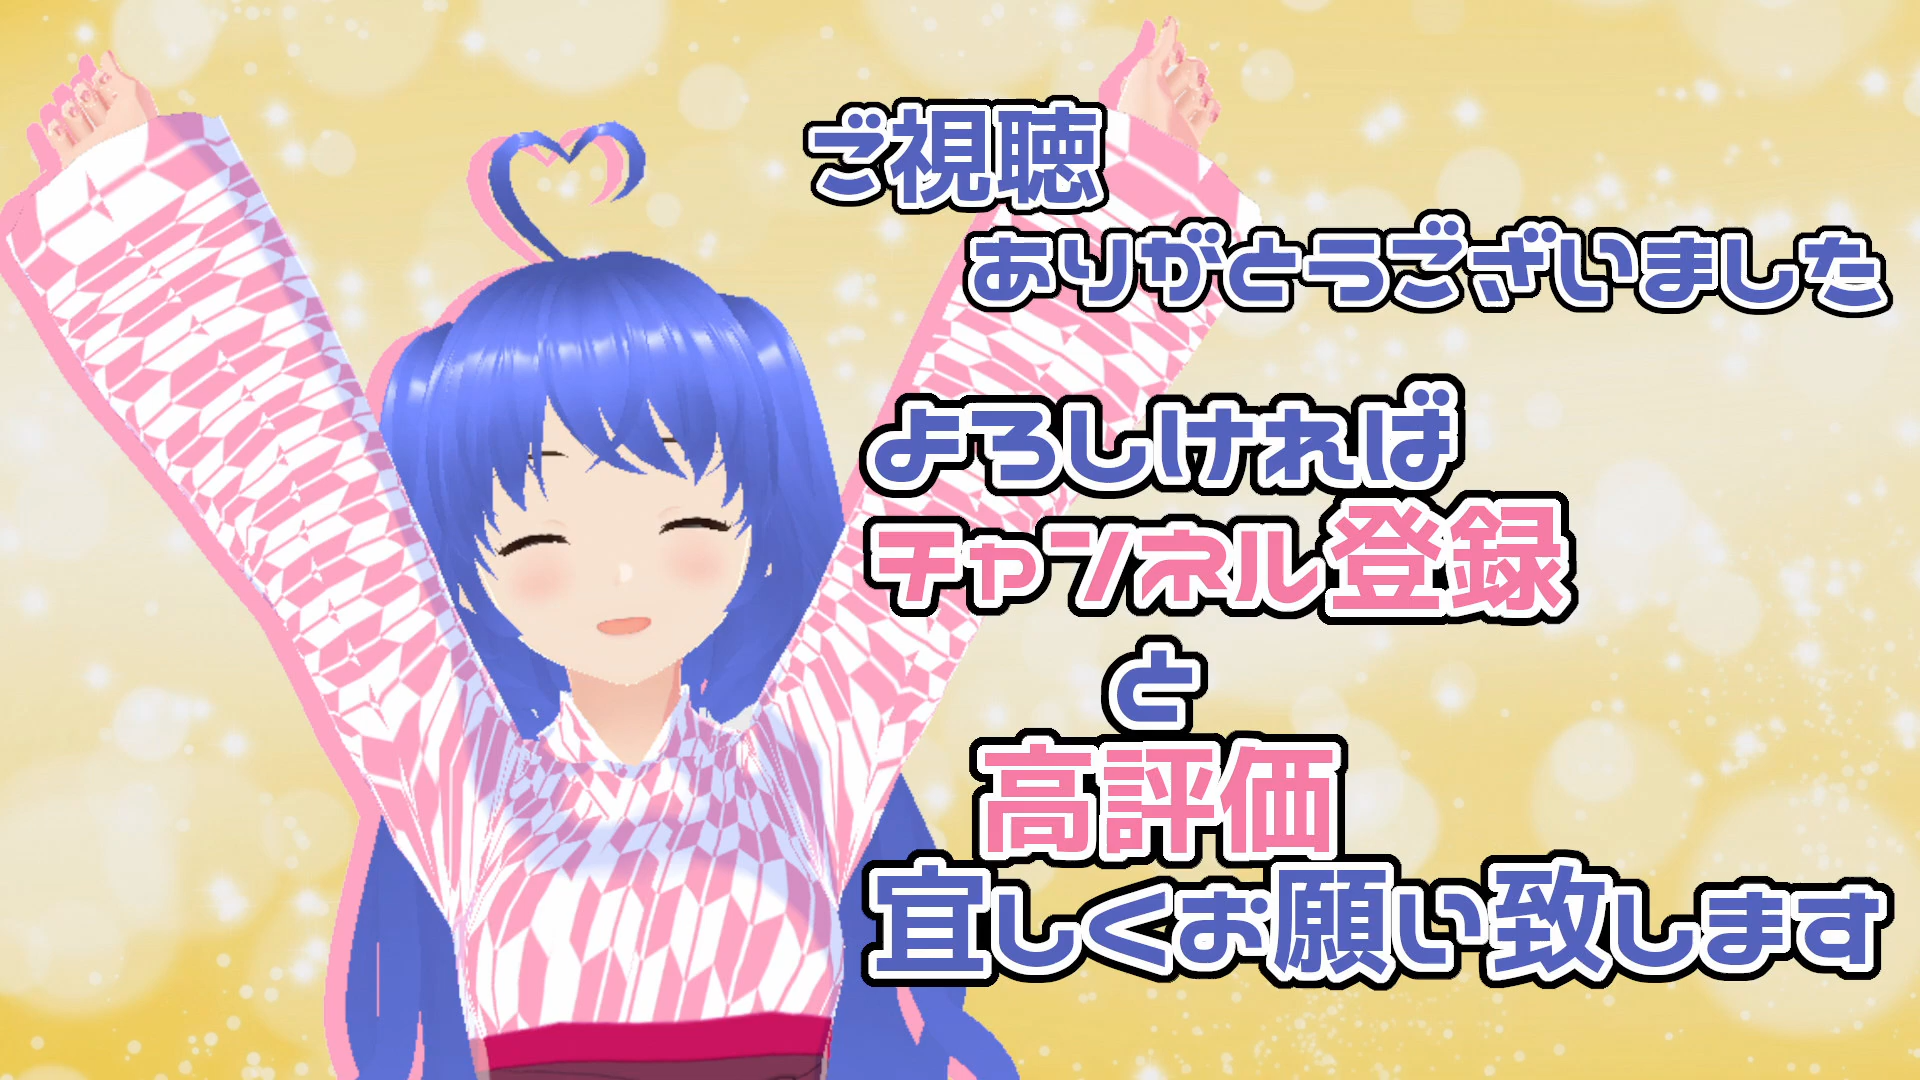 ご視聴
ありがとうございました
よろしければ
チャンネル登録
と
高評価
宜しくお願い致します